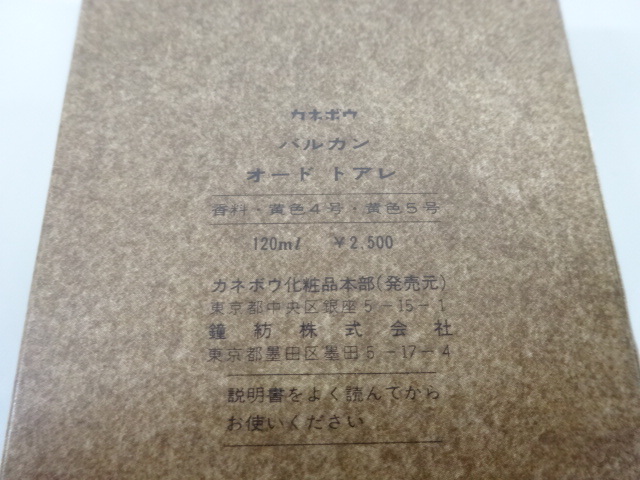 カネボウ
バルカン
オード トアレ
香料・黄色4号・黄色5号
120ml ¥2,500
カネボウ化粧品本部(発売元)
東京都中央区銀座5-15-1
鐘紡株式会社
東京都墨田区墨田5-17-4
説明書をよく読んでから
お使いください